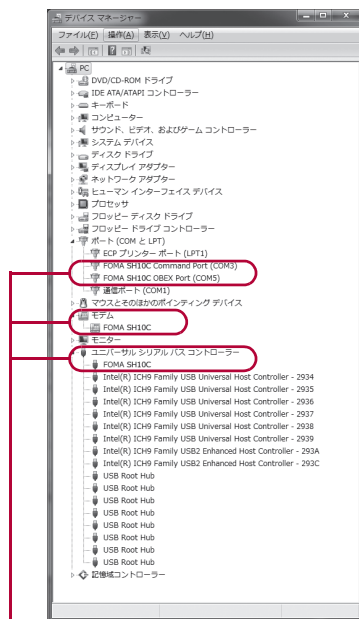 デバイス マネージャー
ファイル(F) 操作(A) 表示(V) ヘルプ(H)
PC
DVD/CD-ROM ドライブ
IDE ATA/ATAPI コントローラー
キーボード
コンピューター
サウンド、ビデオ、およびゲーム コントローラー
システム デバイス
ディスク ドライブ
ディスプレイ アダプター
ネットワーク アダプター
ヒューマン インターフェイス デバイス
プロセッサ
フロッピー ディスク ドライブ
フロッピー ドライブ コントローラー
ポート (COM と LPT)
ECP プリンター ポート (LPT1)
FOMA SH10C Command Port (COM3)
FOMA SH10C OBEX Port (COM5)
通信ポート (COM1)
マウスとそのほかのポインティング デバイス
モデム
FOMA SH10C
モニター
ユニバーサル シリアル バス コントローラー
FOMA SH10C
Intel(R) ICH9 Family USB Universal Host Controller - 2934
Intel(R) ICH9 Family USB Universal Host Controller - 2935
Intel(R) ICH9 Family USB Universal Host Controller - 2936
Intel(R) ICH9 Family USB Universal Host Controller - 2937
Intel(R) ICH9 Family USB Universal Host Controller - 2938
Intel(R) ICH9 Family USB Universal Host Controller - 2939
Intel(R) ICH9 Family USB2 Enhanced Host Controller - 293A
Intel(R) ICH9 Family USB2 Enhanced Host Controller - 293C
USB Root Hub
USB Root Hub
USB Root Hub
USB Root Hub
USB Root Hub
USB Root Hub
USB Root Hub
USB Root Hub
記憶域コントローラー